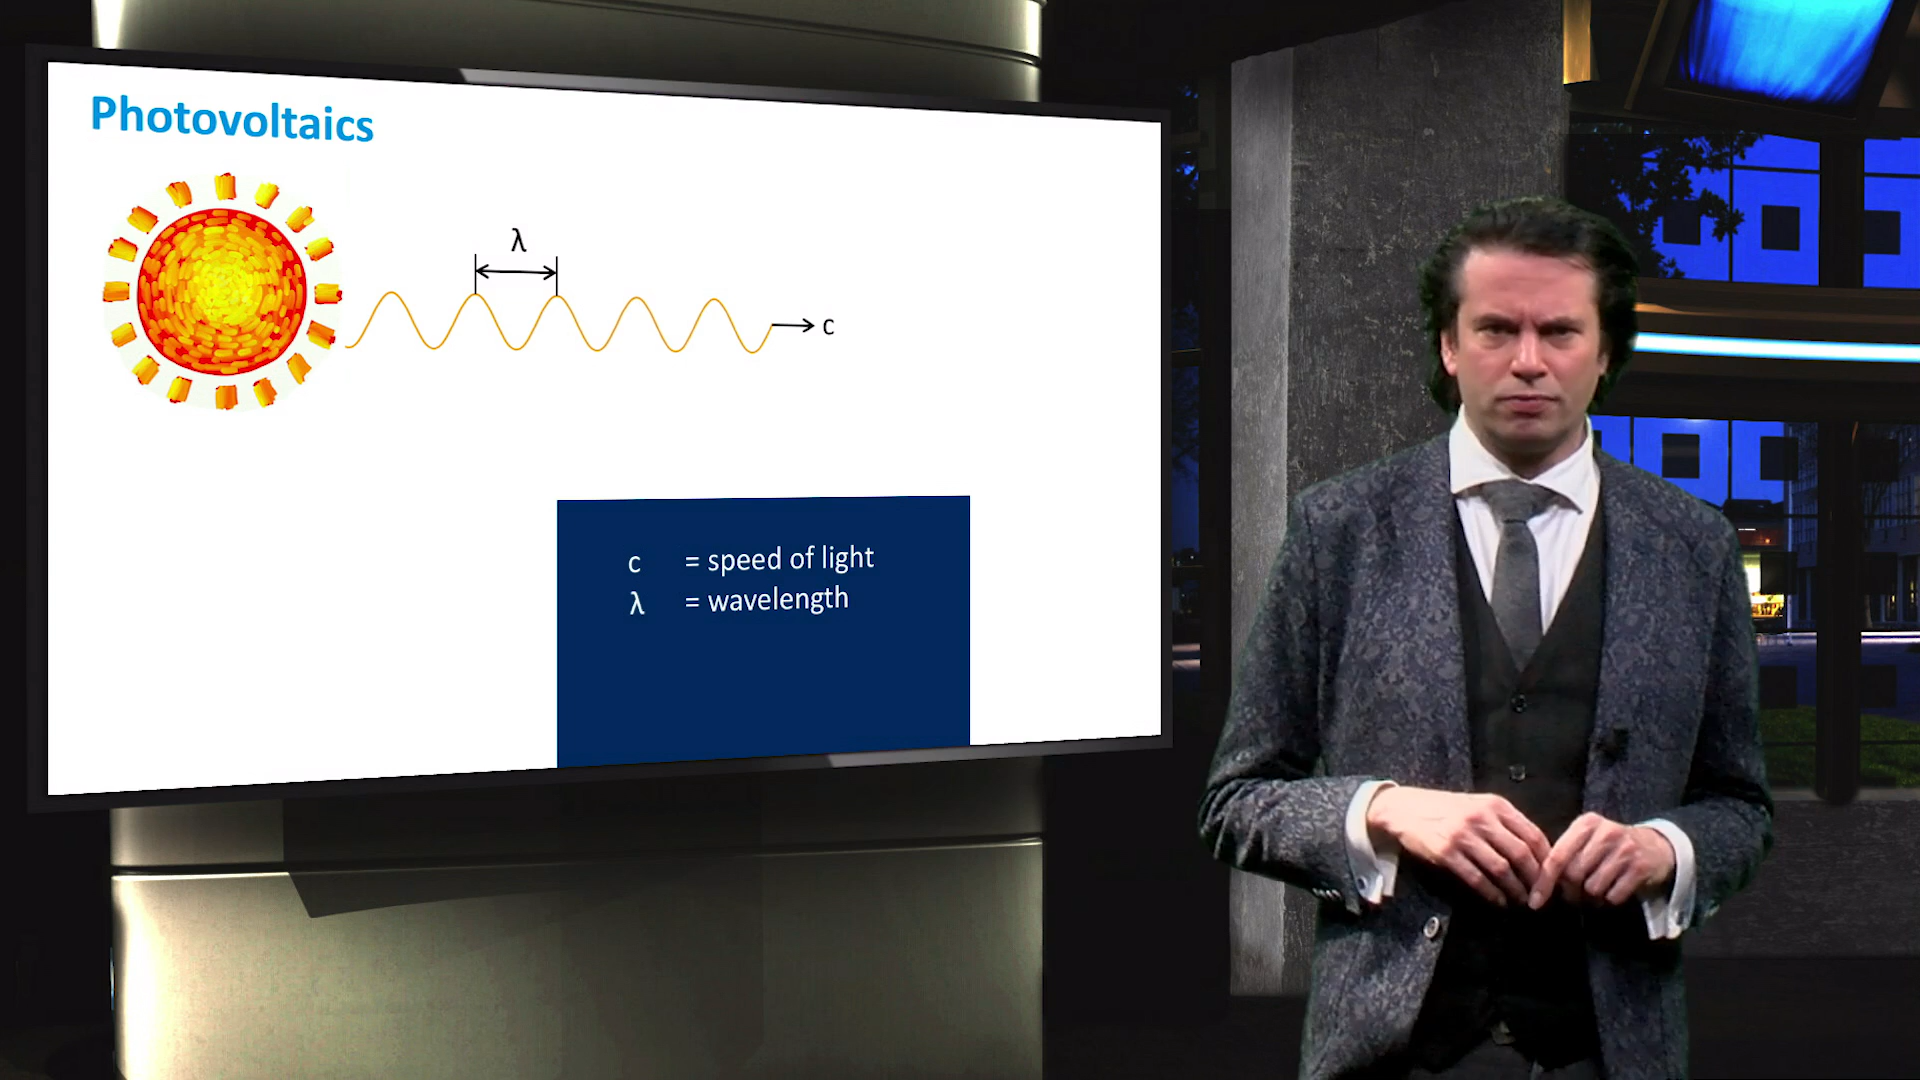 Photovoltaics
λ
c
c = speed of light
λ = wavelength